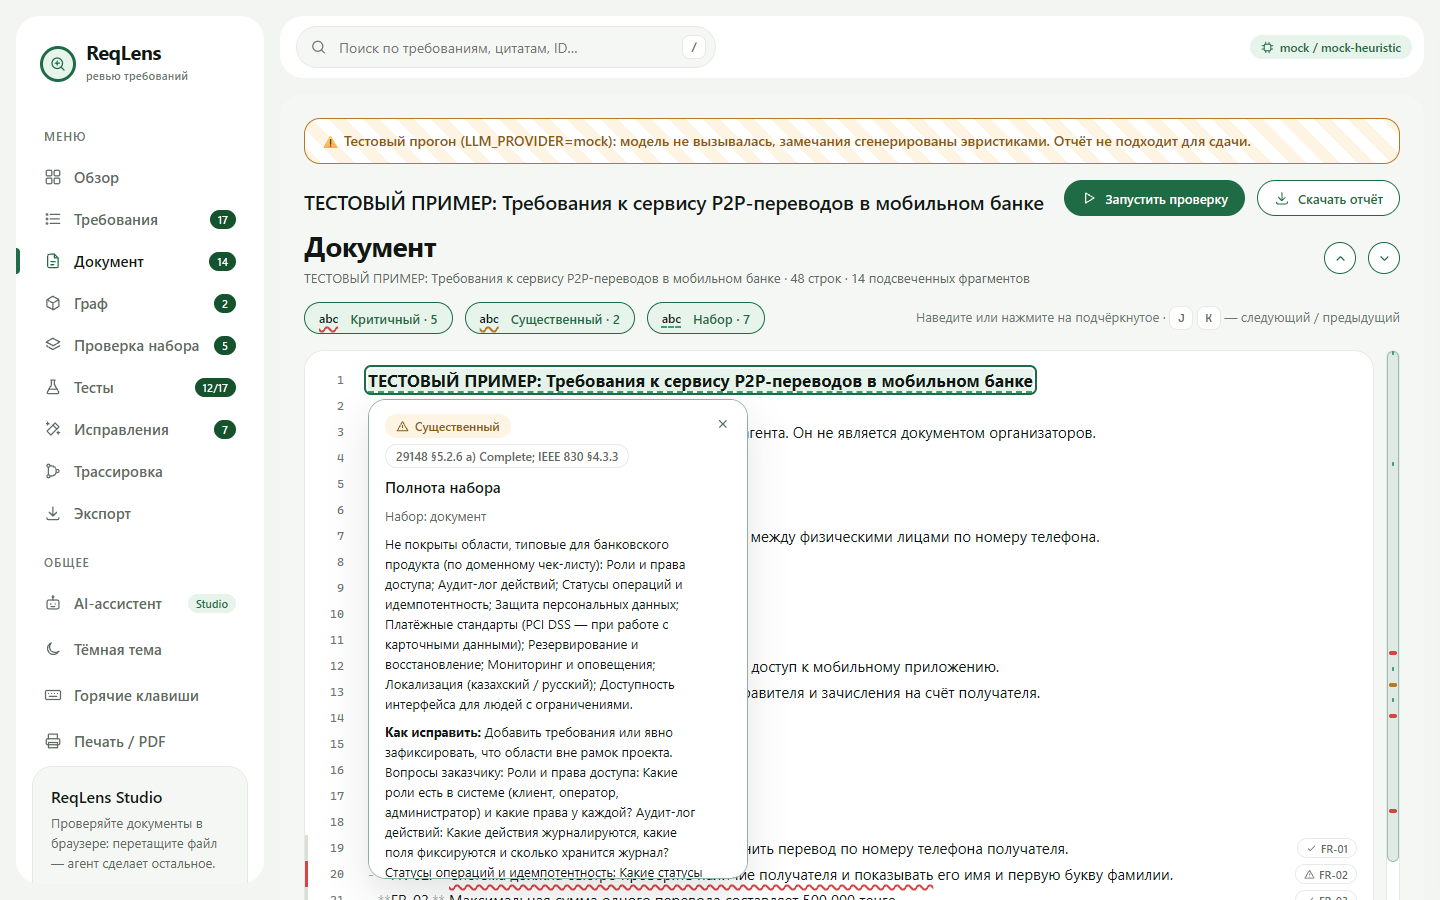 ReqLens
ревью требований
МЕНЮ
Обзор
Требования 17
Документ 14
Граф 2
Проверка набора 5
Тесты 12/17
Исправления 7
Трассировка
Экспорт
ОБЩЕЕ
AI-ассистент Studio
Тёмная тема
Горячие клавиши
Печать / PDF
ReqLens Studio
Проверяйте документы в
браузере: перетащите файл
— агент сделает остальное.
Поиск по требованиям, цитатам, ID... /
mock / mock-heuristic
Тестовый прогон (LLM_PROVIDER=mock): модель не вызывалась, замечания сгенерированы эвристиками. Отчёт не подходит для сдачи.
ТЕСТОВЫЙ ПРИМЕР: Требования к сервису P2P-переводов в мобильном банке
Запустить проверку
Скачать отчёт
Документ
ТЕСТОВЫЙ ПРИМЕР: Требования к сервису P2P-переводов в мобильном банке · 48 строк · 14 подсвеченных фрагментов
abc Критичный · 5
abc Существенный · 2
abc Набор · 7
Наведите или нажмите на подчёркнутое · J K — следующий / предыдущий
1 ТЕСТОВЫЙ ПРИМЕР: Требования к сервису P2P-переводов в мобильном банке
2
3 агента. Он не является документом организаторов.
4
5
6
7 между физическими лицами по номеру телефона.
8
9
10
11
12 доступ к мобильному приложению.
13 равителя и зачисления на счёт получателя.
14
15
16
17
18
19 нить перевод по номеру телефона получателя. FR-01
20 ие получателя и показывать его имя и первую букву фамилии. FR-02
21 **FR-03.** Максимальная сумма одного перевода составляет 500 000 тенге. FR-03
Существенный
29148 §5.2.6 a) Complete; IEEE 830 §4.3.3
Полнота набора
Набор: документ
Не покрыты области, типовые для банковского
продукта (по доменному чек-листу): Роли и права
доступа; Аудит-лог действий; Статусы операций и
идемпотентность; Защита персональных данных;
Платёжные стандарты (PCI DSS — при работе с
карточными данными); Резервирование и
восстановление; Мониторинг и оповещения;
Локализация (казахский / русский); Доступность
интерфейса для людей с ограничениями.
Как исправить: Добавить требования или явно
зафиксировать, что области вне рамок проекта.
Вопросы заказчику: Роли и права доступа: Какие
роли есть в системе (клиент, оператор,
администратор) и какие права у каждой? Аудит-лог
действий: Какие действия журналируются, какие
поля фиксируются и сколько хранится журнал?
Статусы операций и идемпотентность: Какие статусы